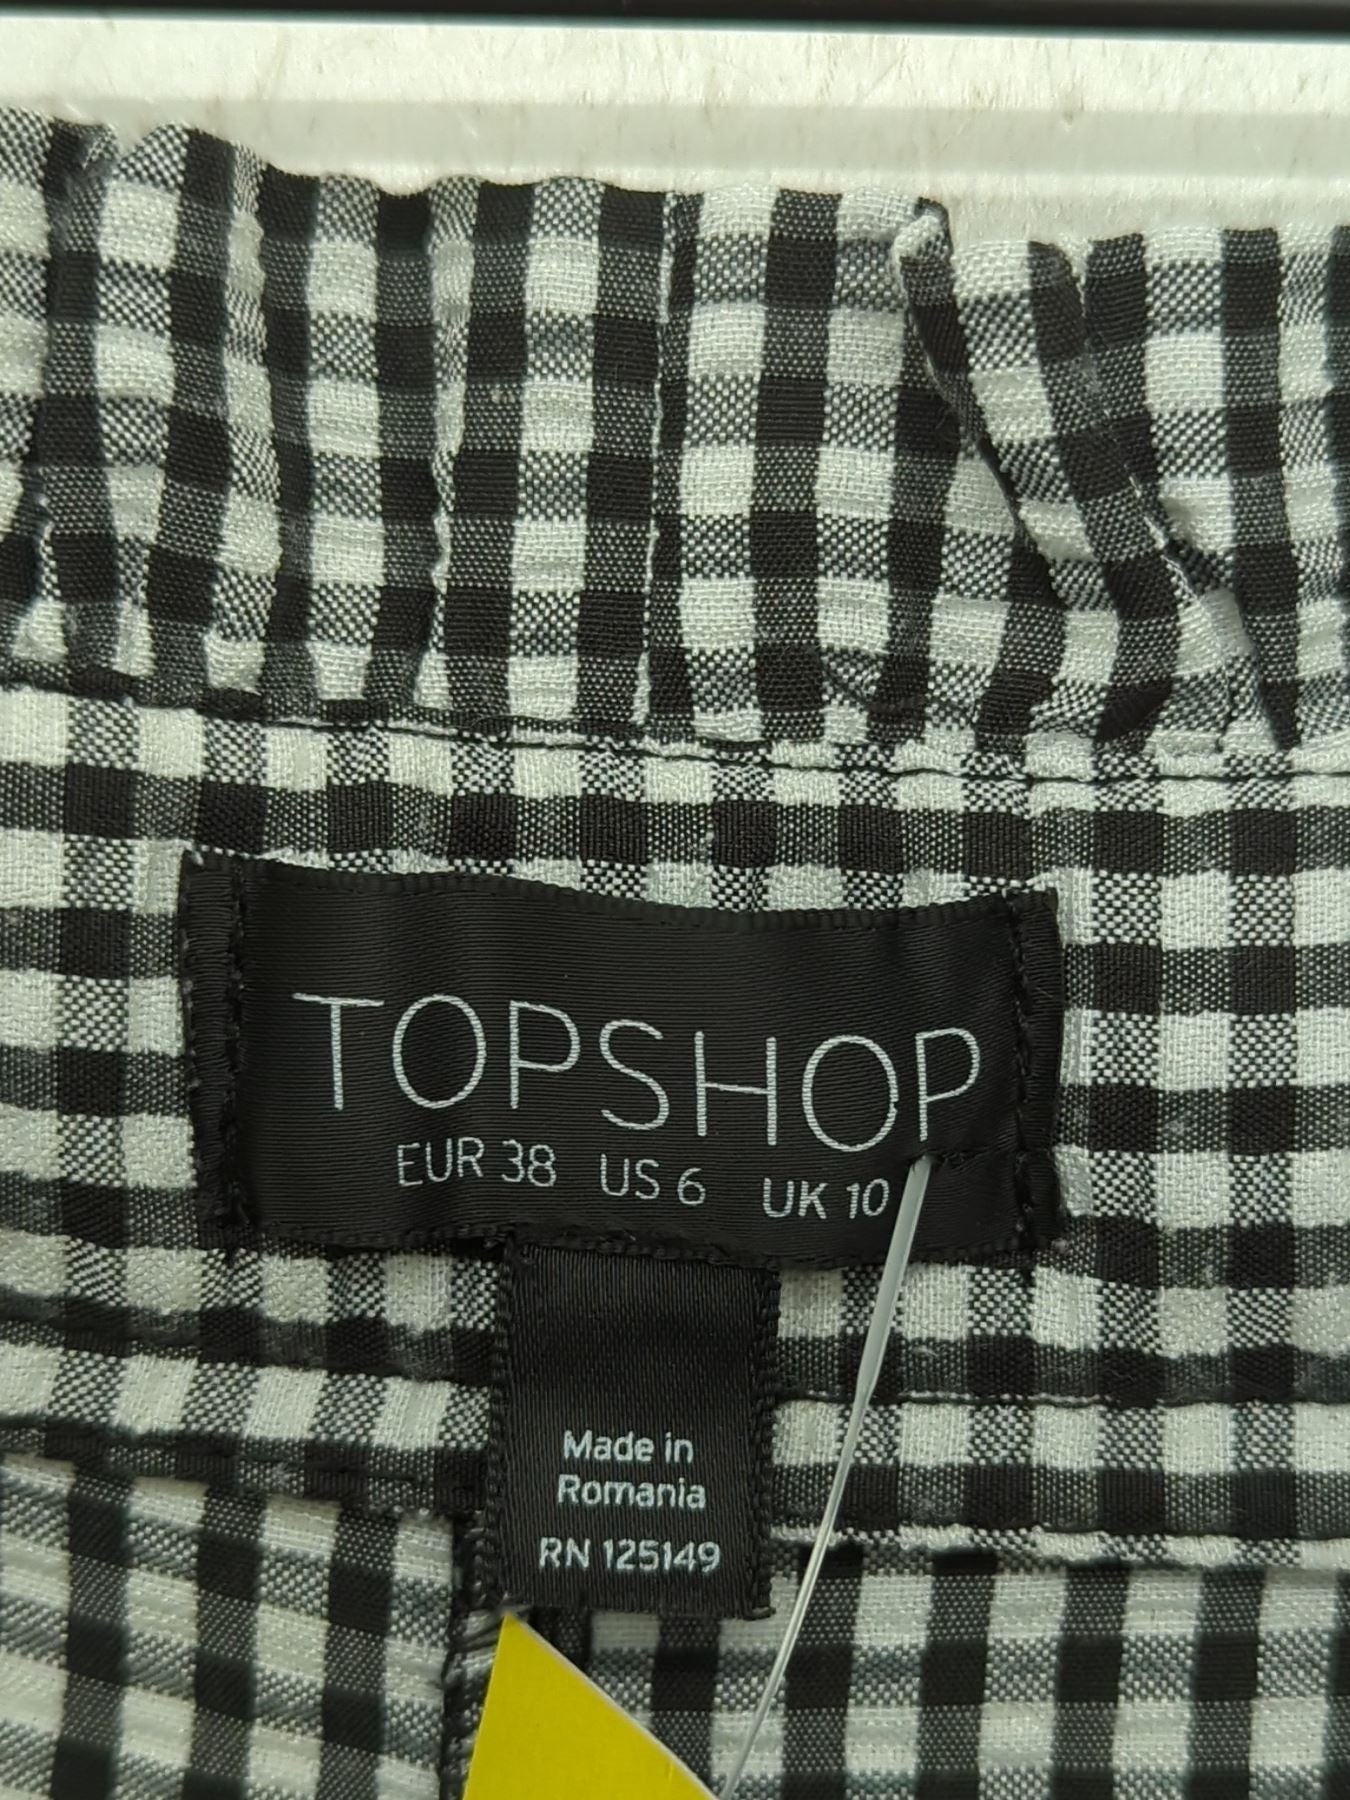 TOPSHOP
EUR 38 US 6 UK 10
Made in
Romania
RN 125149